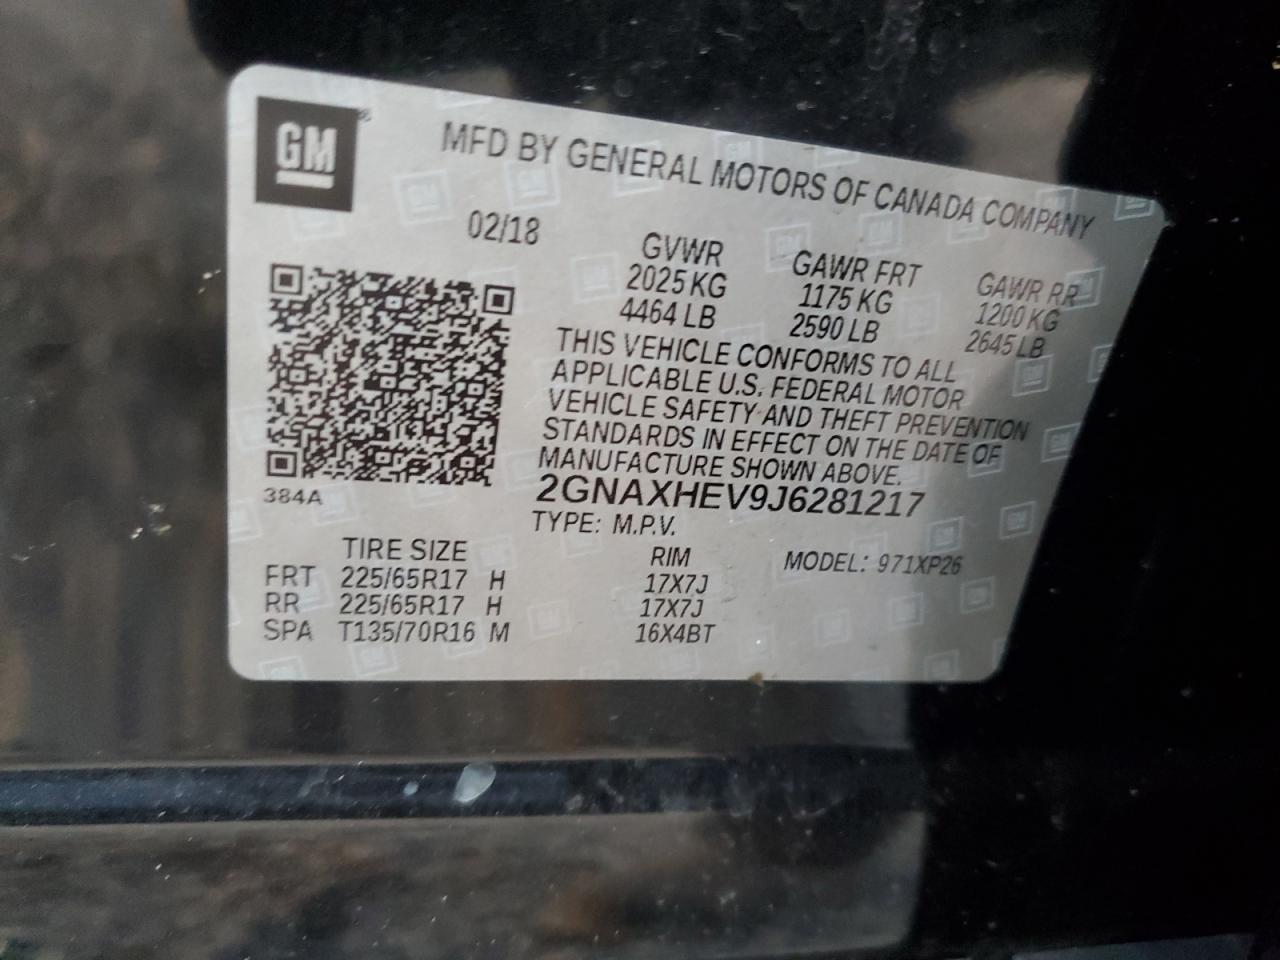 GM®
MFD BY GENERAL MOTORS OF CANADA COMPANY
02/18
GVWR GAWR FRT GAWR RR
2025 KG 1175 KG 1200 KG
4464 LB 2590 LB 2645 LB
THIS VEHICLE CONFORMS TO ALL
APPLICABLE U.S. FEDERAL MOTOR
VEHICLE SAFETY AND THEFT PREVENTION
STANDARDS IN EFFECT ON THE DATE OF
MANUFACTURE SHOWN ABOVE.
384A
2GNAXHEV9J6281217
TYPE: M.P.V.
TIRE SIZE RIM MODEL: 971XP26
FRT 225/65R17 H 17X7J
RR 225/65R17 H 17X7J
SPA T135/70R16 M 16X4BT